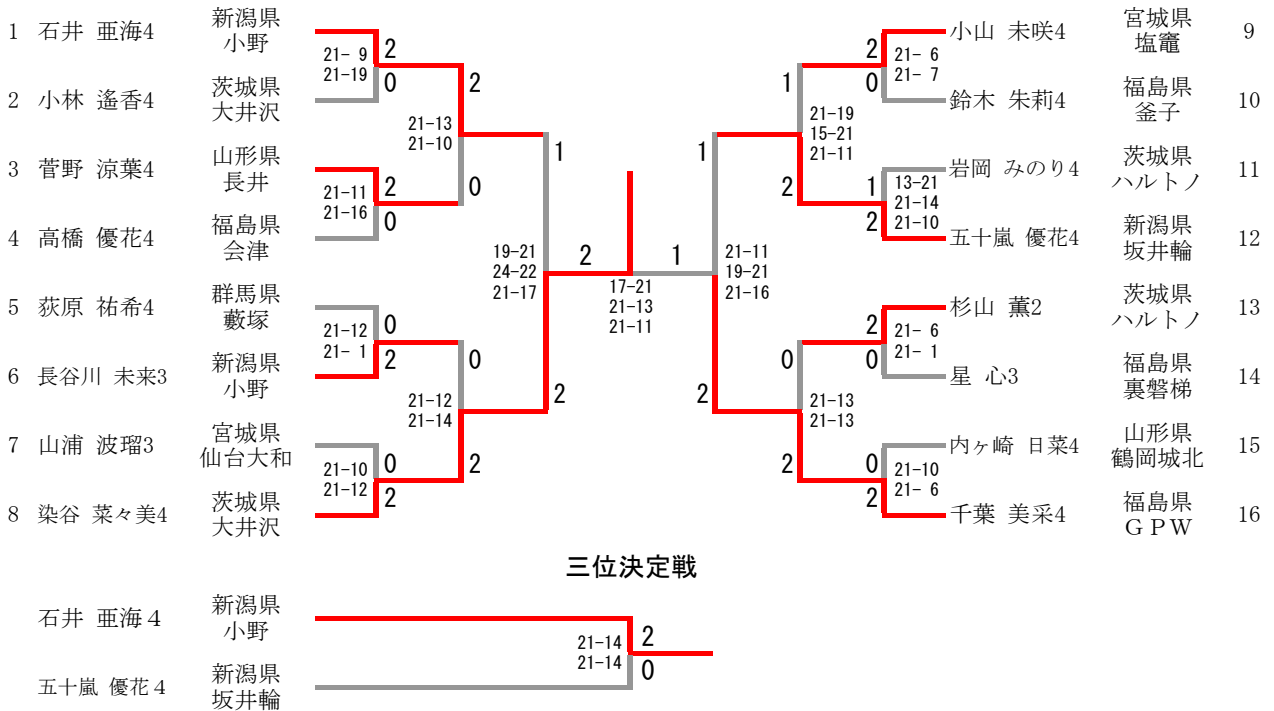 1 石井 亜海4 新潟県 小野
2 小林 遙香4 茨城県 大井沢
3 菅野 涼葉4 山形県 長井
4 高橋 優花4 福島県 会津
5 荻原 祐希4 群馬県 藪塚
6 長谷川 未来3 新潟県 小野
7 山浦 波瑠3 宮城県 仙台大和
8 染谷 菜々美4 茨城県 大井沢
21- 9 2
21-19 0
21-11 2
21-16 0
21-12 0
21- 1 2
21-10 0
21-12 2
2
21-13
21-10
0
0
21-12
21-14
2
1
19-21
24-22
21-17
2
2 1
17-21
21-13
21-11
1
21-11
19-21
21-16
2
1
21-19
15-21
21-11
2
0
21-13
21-13
2
2 21- 6
0 21- 7
1 13-21
21-14
2 21-10
2 21- 6
0 21- 1
0 21-10
2 21- 6
小山 未咲4 宮城県 塩竈 9
鈴木 朱莉4 福島県 釜子 10
岩岡 みのり4 茨城県 ハルトノ 11
五十嵐 優花4 新潟県 坂井輪 12
杉山 薫2 茨城県 ハルトノ 13
星 心3 福島県 裏磐梯 14
内ヶ崎 日菜4 山形県 鶴岡城北 15
千葉 美采4 福島県 GPW 16
三位決定戦
石井 亜海4 新潟県 小野
五十嵐 優花4 新潟県 坂井輪
21-14 2
21-14 0